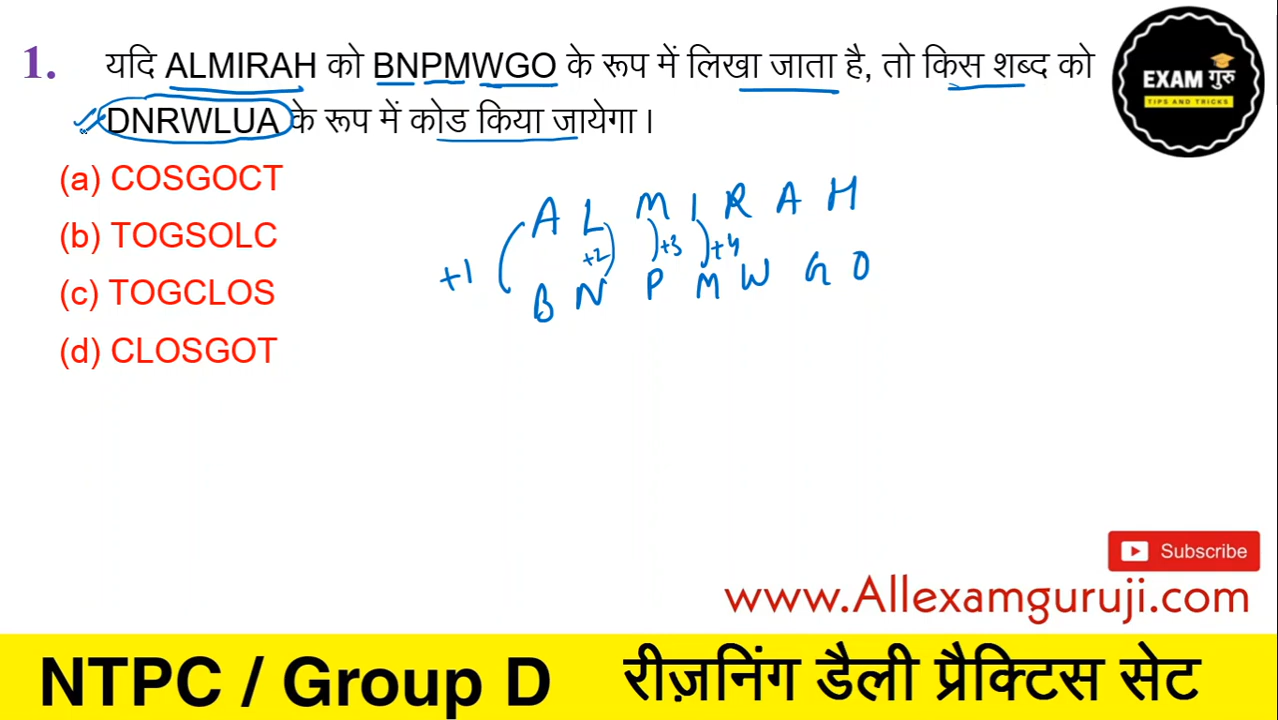 1. यदि ALMIRAH को BNPMWGO के रूप में लिखा जाता है, तो किस शब्द को
DNRWLUA के रूप में कोड किया जायेगा ।
(a) COSGOCT
(b) TOGSOLC
(c) TOGCLOS
(d) CLOSGOT
A L M I R A H
+1 +2 +3 +4
B N P M W G O
EXAM गुरु
TIPS AND TRICKS
Subscribe
www.Allexamguruji.com
NTPC / Group D रीज़निंग डैली प्रैक्टिस सेट